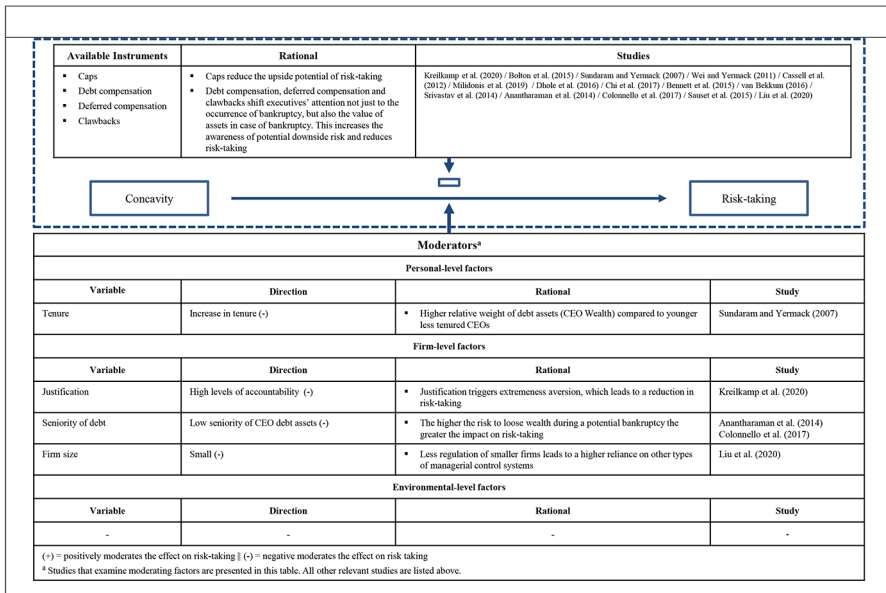 Available Instruments
Rational
Studies
▪ Caps
▪ Debt compensation
▪ Deferred compensation
▪ Clawbacks
▪ Caps reduce the upside potential of risk-taking
▪ Debt compensation, deferred compensation and
clawbacks shift executives' attention not just to the
occurrence of bankruptcy, but also the value of
assets in case of bankruptcy. This increases the
awareness of potential downside risk and reduces
risk-taking
Kreilkamp et al. (2020) / Bolton et al. (2015) / Sundaram and Yermack (2007) / Wei and Yermack (2011) / Cassell et al.
(2012) / Milidonis et al. (2019) / Dhole et al. (2016) / Chi et al. (2017) / Bennett et al. (2015) / van Bekkum (2016) /
Srivastav et al. (2014) / Anantharaman et al. (2014) / Colonnello et al. (2017) / Sauset et al. (2015) / Liu et al. (2020)
Concavity
Risk-taking
Moderatorsᵃ
Personal-level factors
Variable Direction Rational Study
Tenure Increase in tenure (-) ▪ Higher relative weight of debt assets (CEO Wealth) compared to younger Sundaram and Yermack (2007)
less tenured CEOs
Firm-level factors
Variable Direction Rational Study
Justification High levels of accountability (-) ▪ Justification triggers extremeness aversion, which leads to a reduction in Kreilkamp et al. (2020)
risk-taking
Seniority of debt Low seniority of CEO debt assets (-) ▪ The higher the risk to loose wealth during a potential bankruptcy the Anantharaman et al. (2014)
greater the impact on risk-taking Colonnello et al. (2017)
Firm size Small (-) ▪ Less regulation of smaller firms leads to a higher reliance on other types Liu et al. (2020)
of managerial control systems
Environmental-level factors
Variable Direction Rational Study
- - - -
(+) = positively moderates the effect on risk-taking || (-) = negative moderates the effect on risk taking
ᵃ Studies that examine moderating factors are presented in this table. All other relevant studies are listed above.